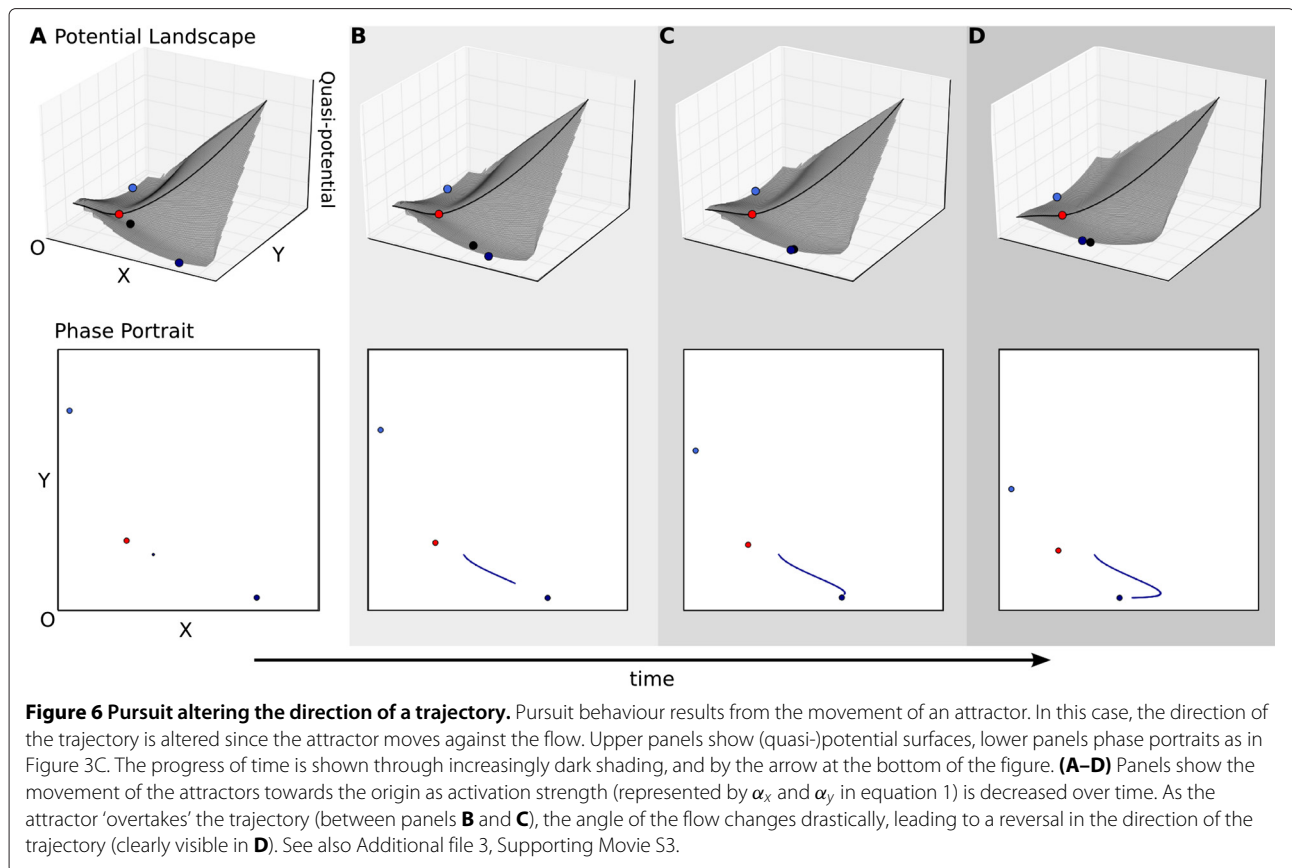 A Potential Landscape
B
C
D
Quasi-potential
O
X
Y
Phase Portrait
Y
O
X
time
Figure 6 Pursuit altering the direction of a trajectory. Pursuit behaviour results from the movement of an attractor. In this case, the direction of
the trajectory is altered since the attractor moves against the flow. Upper panels show (quasi-)potential surfaces, lower panels phase portraits as in
Figure 3C. The progress of time is shown through increasingly dark shading, and by the arrow at the bottom of the figure. (A–D) Panels show the
movement of the attractors towards the origin as activation strength (represented by αx and αy in equation 1) is decreased over time. As the
attractor ‘overtakes’ the trajectory (between panels B and C), the angle of the flow changes drastically, leading to a reversal in the direction of the
trajectory (clearly visible in D). See also Additional file 3, Supporting Movie S3.